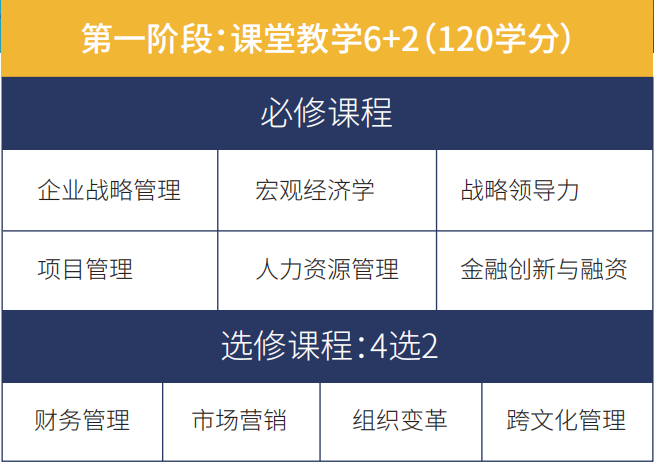 第一阶段：课堂教学6+2（120学分）
必修课程
企业战略管理 宏观经济学 战略领导力
项目管理 人力资源管理 金融创新与融资
选修课程：4选2
财务管理 市场营销 组织变革 跨文化管理